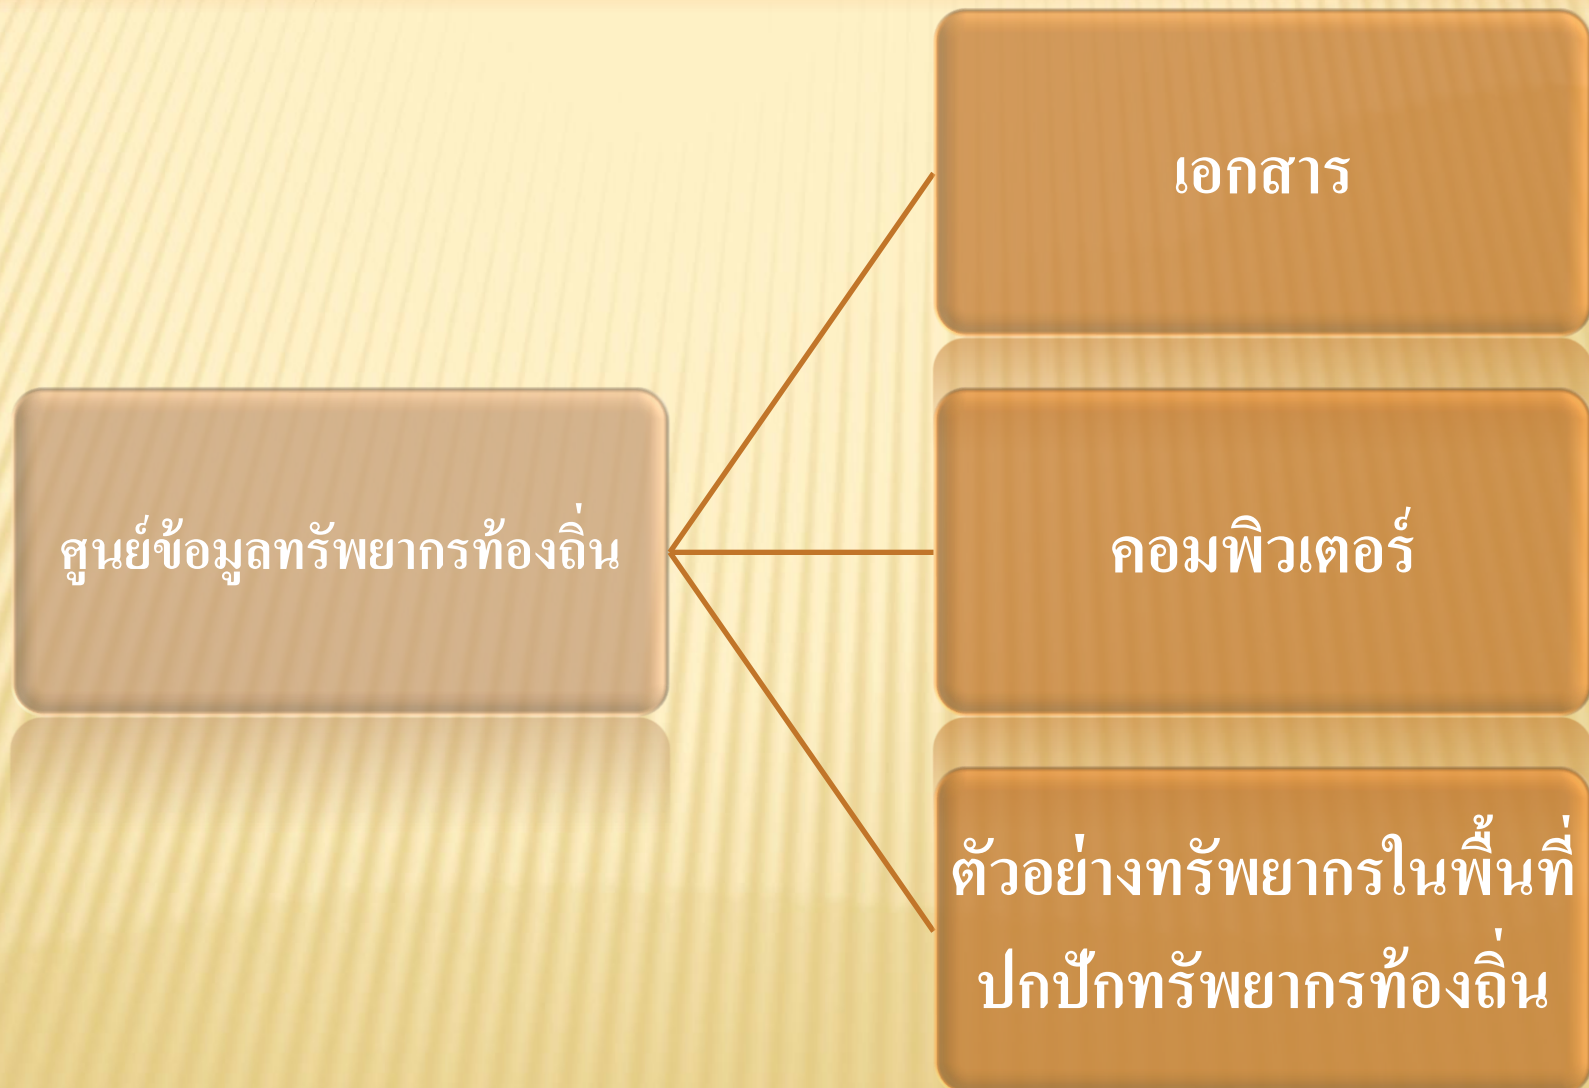 ศูนย์ข้อมูลทรัพยากรท้องถิ่น
เอกสาร
คอมพิวเตอร์
ตัวอย่างทรัพยากรในพื้นที่
ปกปักทรัพยากรท้องถิ่น